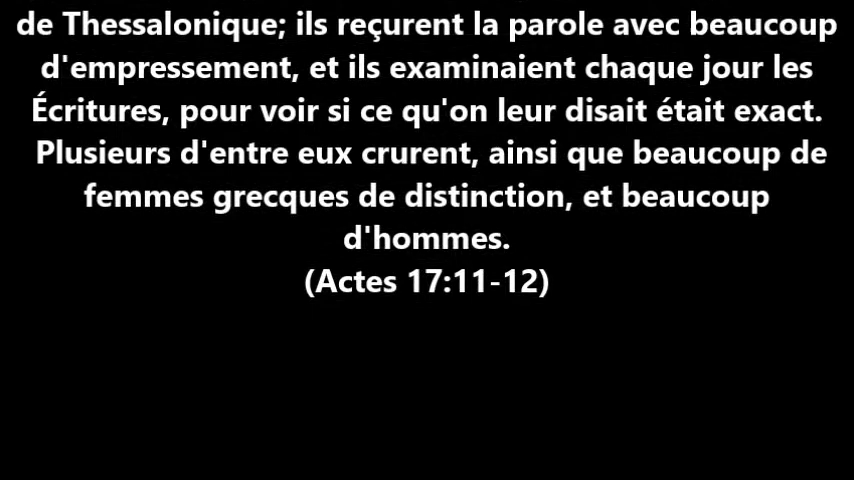 de Thessalonique; ils reçurent la parole avec beaucoup
d'empressement, et ils examinaient chaque jour les
Écritures, pour voir si ce qu'on leur disait était exact.
Plusieurs d'entre eux crurent, ainsi que beaucoup de
femmes grecques de distinction, et beaucoup
d'hommes.
(Actes 17:11-12)